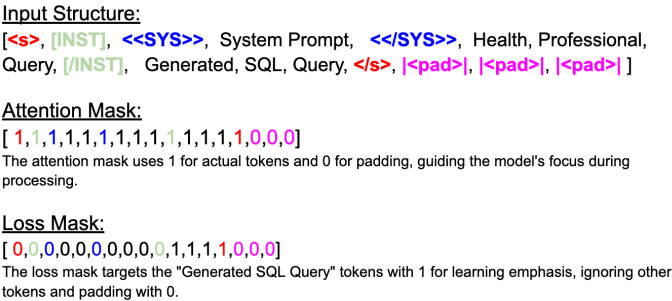 Input Structure:
[<s>, [INST], <<SYS>>, System Prompt, <</SYS>>, Health, Professional,
Query, [/INST], Generated, SQL, Query, </s>, |<pad>|, |<pad>|, |<pad>| ]
Attention Mask:
[ 1,1,1,1,1,1,1,1,1,1,1,1,1,1,0,0,0]
The attention mask uses 1 for actual tokens and 0 for padding, guiding the model's focus during
processing.
Loss Mask:
[ 0,0,0,0,0,0,0,0,0,0,1,1,1,1,0,0,0]
The loss mask targets the "Generated SQL Query" tokens with 1 for learning emphasis, ignoring other
tokens and padding with 0.